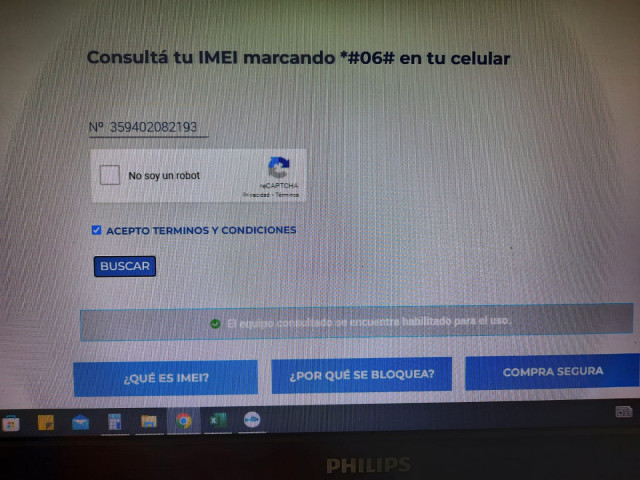 Consultá tu IMEI marcando *#06# en tu celular
Nº 359402082193
No soy un robot
reCAPTCHA
Privacidad - Términos
ACEPTO TERMINOS Y CONDICIONES
BUSCAR
El equipo consultado se encuentra habilitado para el uso.
¿QUÉ ES IMEI?
¿POR QUÉ SE BLOQUEA?
COMPRA SEGURA
PHILIPS